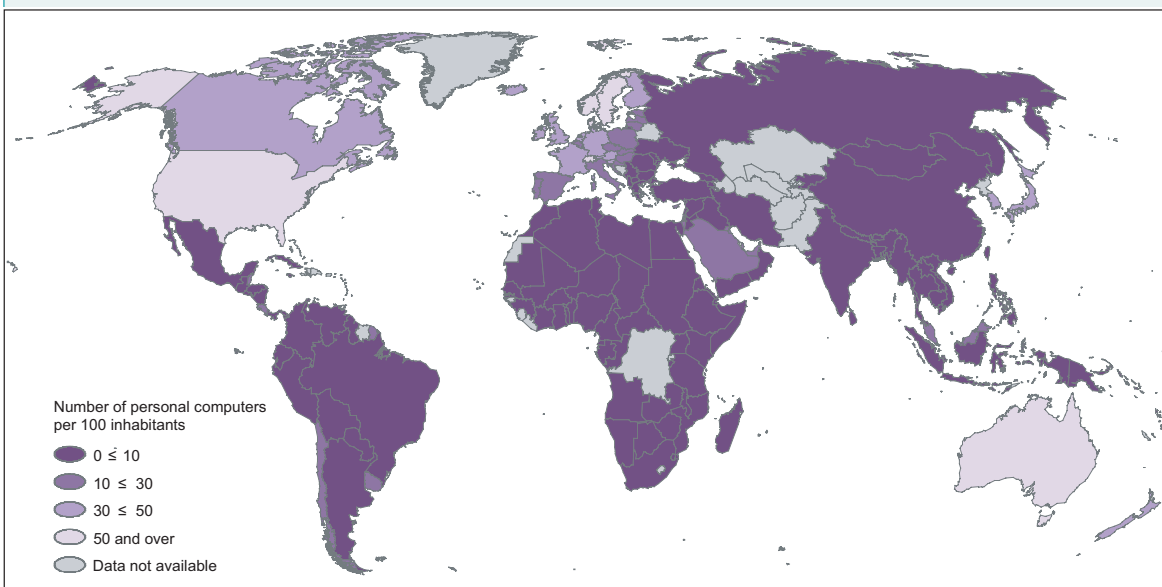 Number of personal computers
per 100 inhabitants
0 ≤ 10
10 ≤ 30
30 ≤ 50
50 and over
Data not available